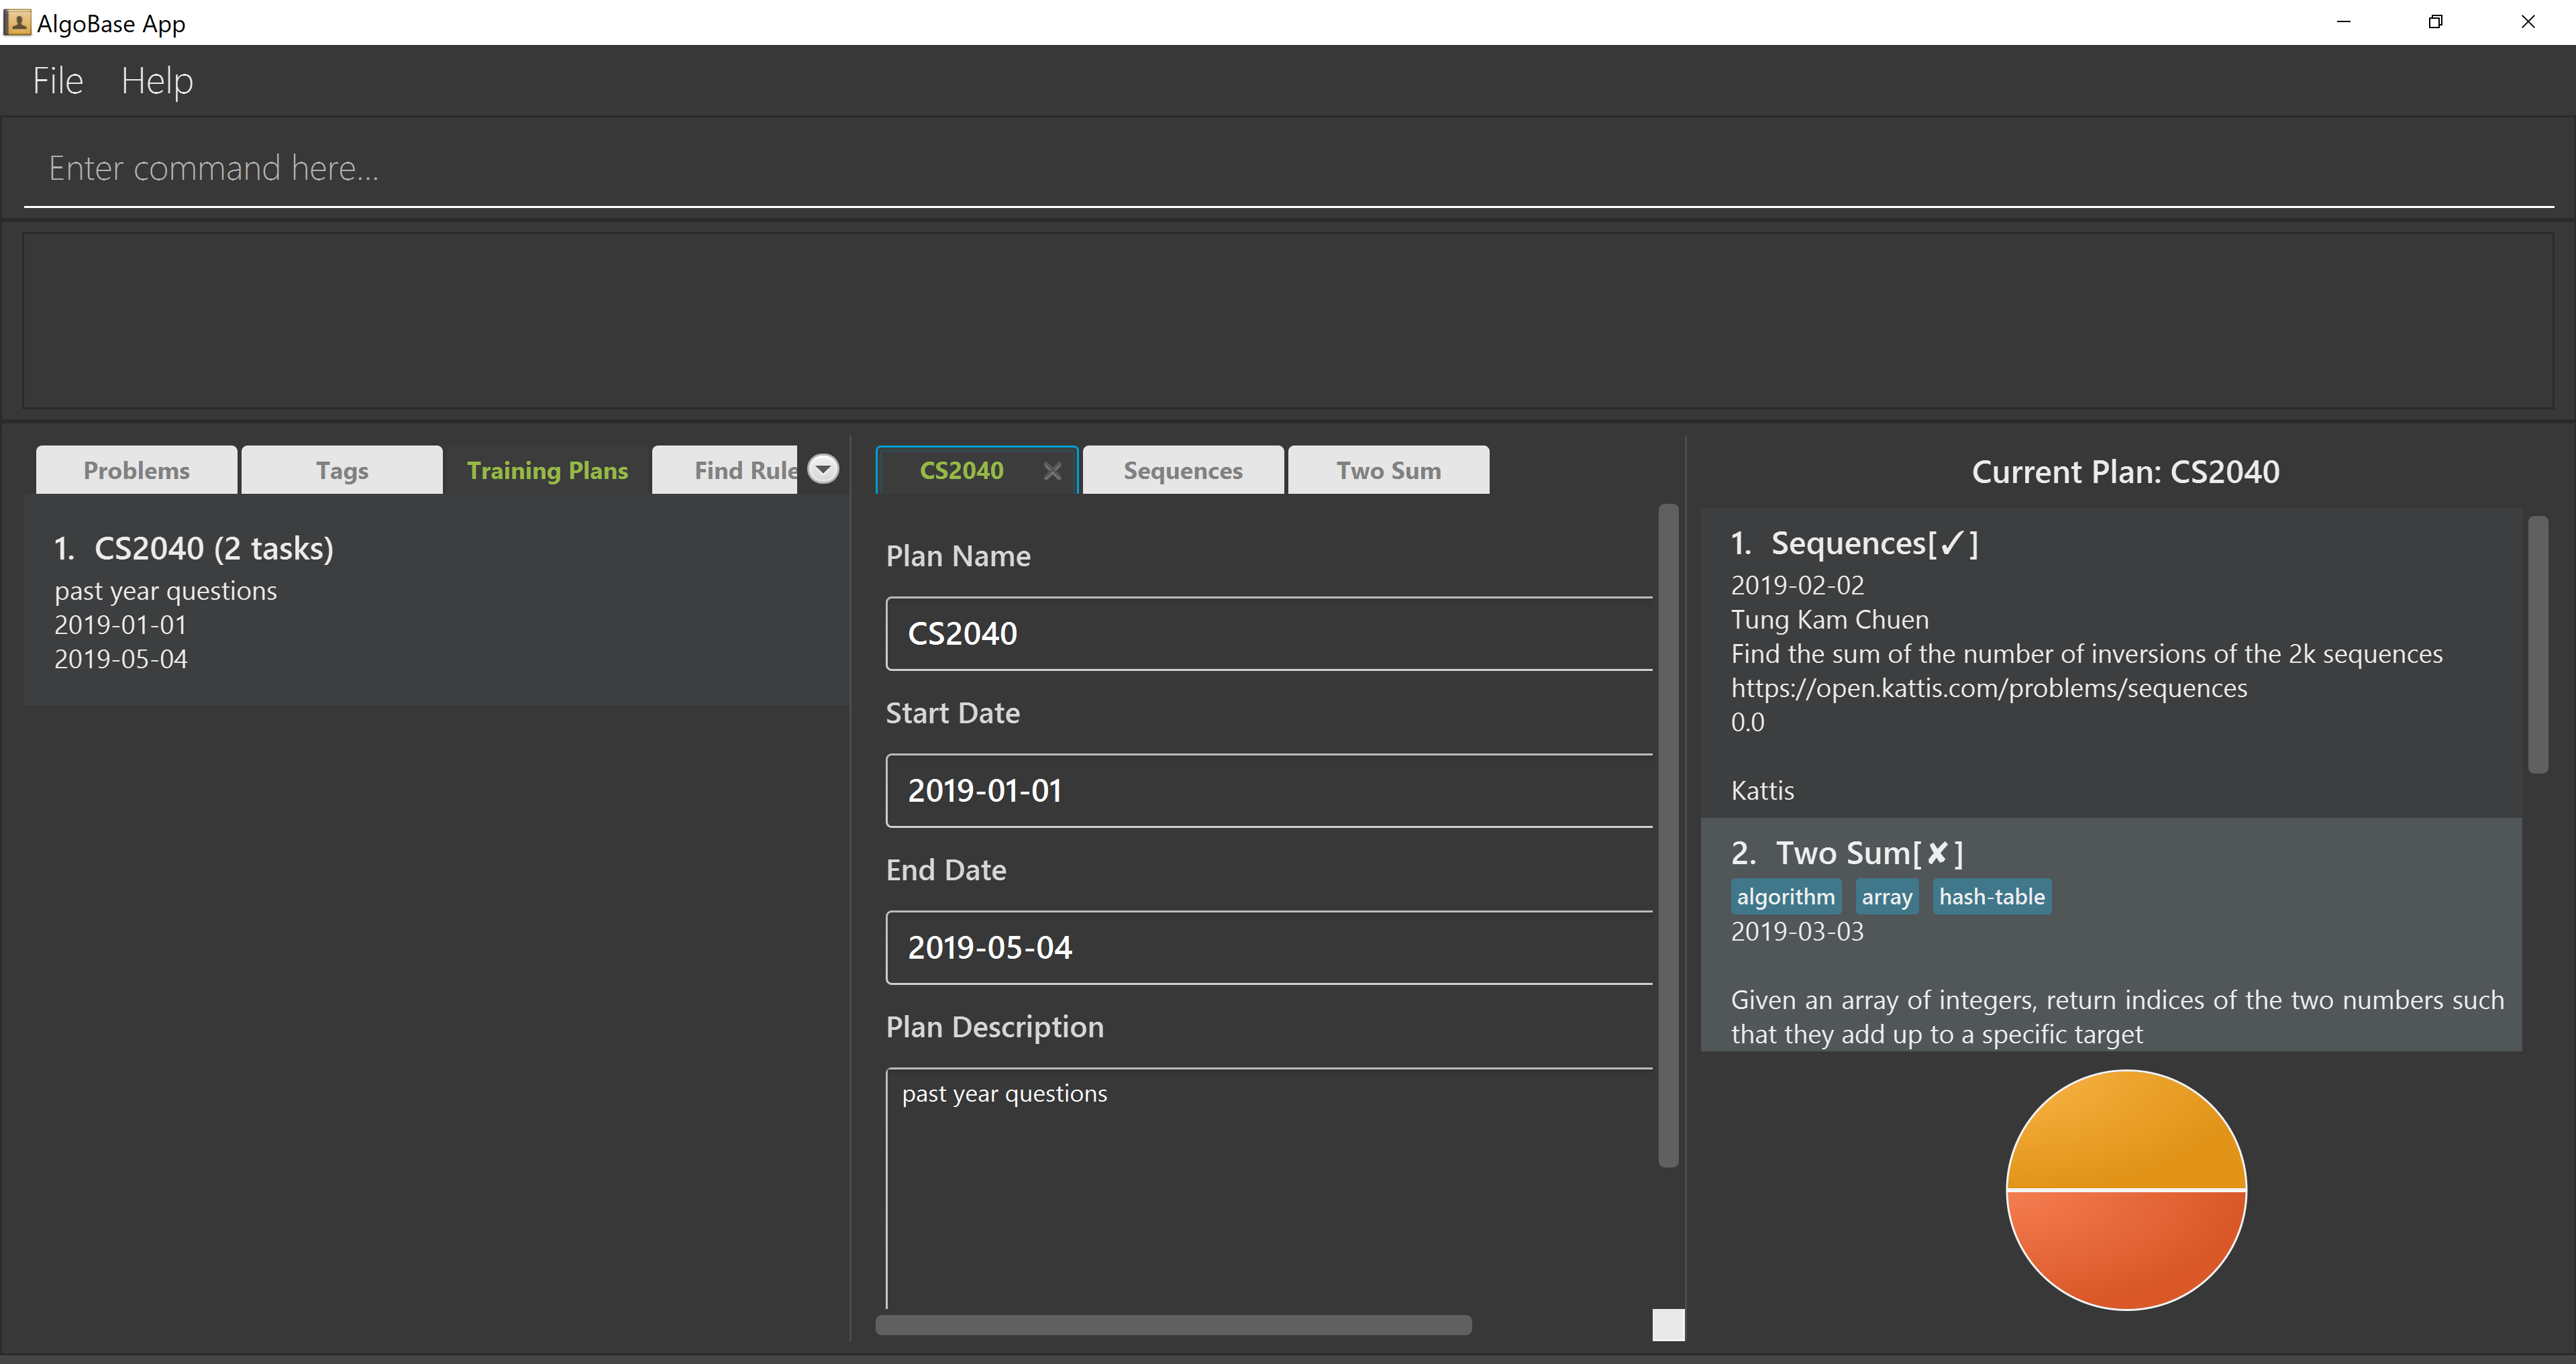 AlgoBase App
File Help
Enter command here...
Problems Tags Training Plans Find Rule
1. CS2040 (2 tasks)
past year questions
2019-01-01
2019-05-04
CS2040 Sequences Two Sum
Plan Name
CS2040
Start Date
2019-01-01
End Date
2019-05-04
Plan Description
past year questions
Current Plan: CS2040
1. Sequences[✓]
2019-02-02
Tung Kam Chuen
Find the sum of the number of inversions of the 2k sequences
https://open.kattis.com/problems/sequences
0.0
Kattis
2. Two Sum[✘]
algorithm array hash-table
2019-03-03
Given an array of integers, return indices of the two numbers such
that they add up to a specific target